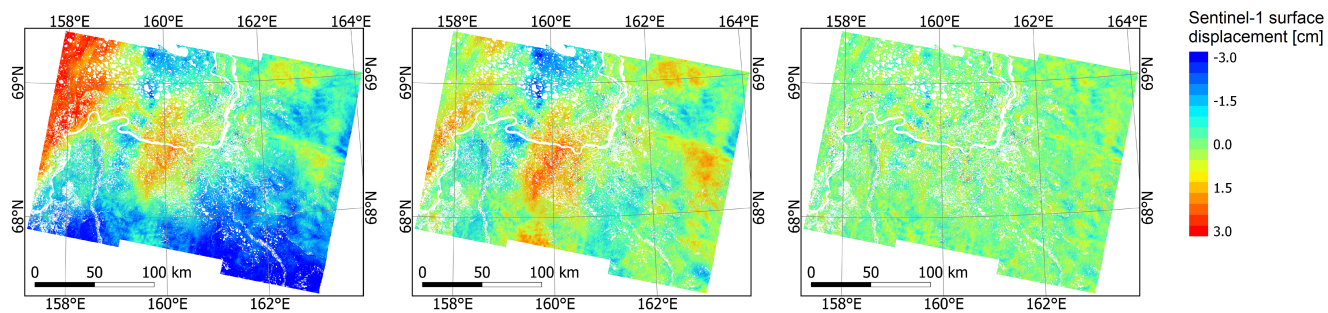 158°E 160°E 162°E 164°E
69°N 69°N
68°N 68°N
0 50 100 km
158°E 160°E 162°E
158°E 160°E 162°E 164°E
69°N 69°N
68°N 68°N
0 50 100 km
158°E 160°E 162°E
158°E 160°E 162°E 164°E
69°N 69°N
68°N 68°N
0 50 100 km
158°E 160°E 162°E
Sentinel-1 surface
displacement [cm]
-3.0
-1.5
0.0
1.5
3.0